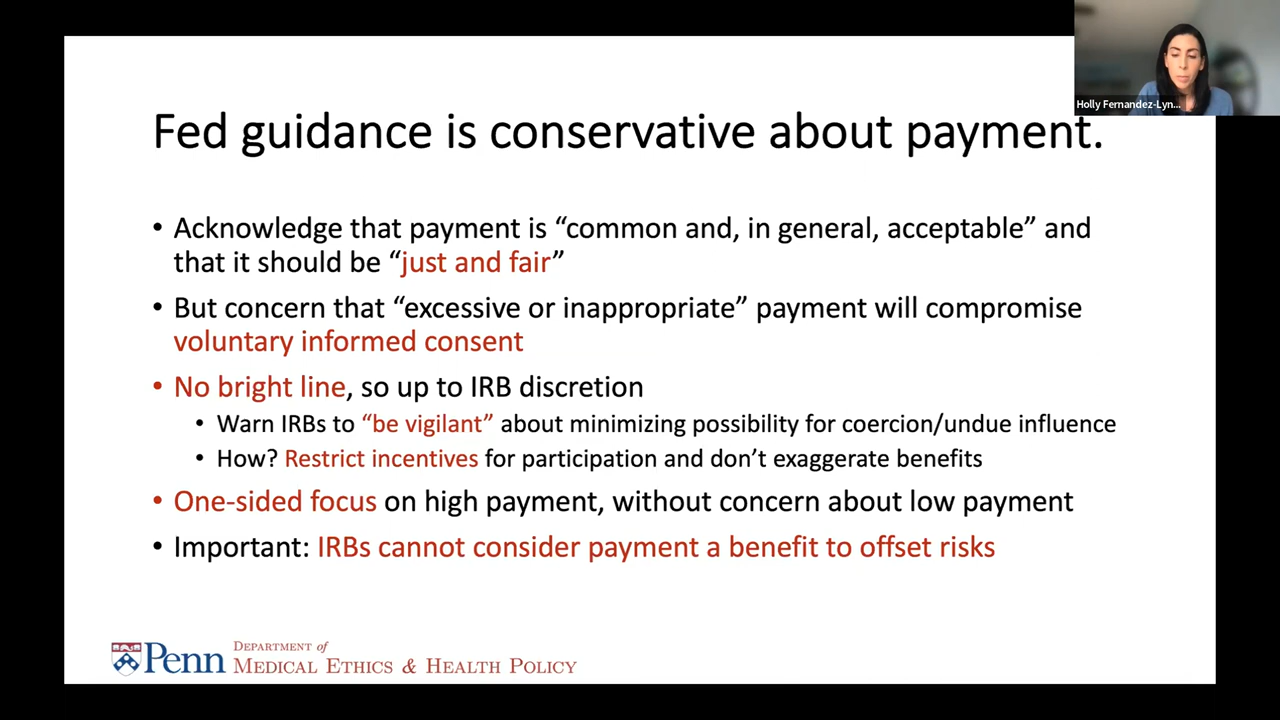 Holly Fernandez-Lyn...
Fed guidance is conservative about payment.
• Acknowledge that payment is “common and, in general, acceptable” and
that it should be “just and fair”
• But concern that “excessive or inappropriate” payment will compromise
voluntary informed consent
• No bright line, so up to IRB discretion
• Warn IRBs to “be vigilant” about minimizing possibility for coercion/undue influence
• How? Restrict incentives for participation and don’t exaggerate benefits
• One-sided focus on high payment, without concern about low payment
• Important: IRBs cannot consider payment a benefit to offset risks
Penn
DEPARTMENT of
MEDICAL ETHICS & HEALTH POLICY